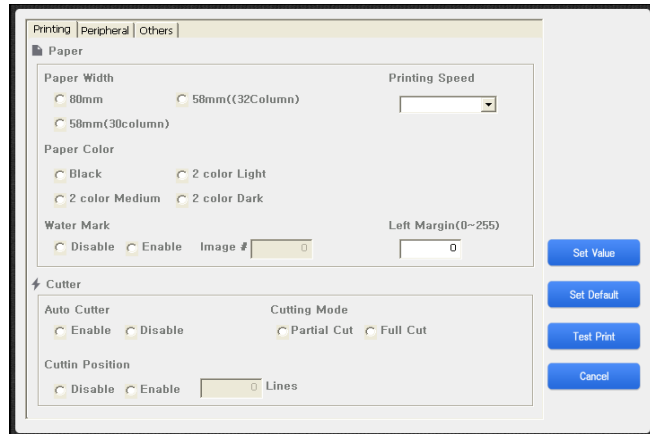 Printing Peripheral Others
Paper
Paper Width
Printing Speed
80mm 58mm((32Column)
58mm(30column)
Paper Color
Black 2 color Light
2 color Medium 2 color Dark
Water Mark
Left Margin(0~255)
Disable Enable Image # 0
0
Cutter
Auto Cutter
Cutting Mode
Enable Disable
Partial Cut Full Cut
Cuttin Position
Disable Enable 0 Lines
Set Value
Set Default
Test Print
Cancel